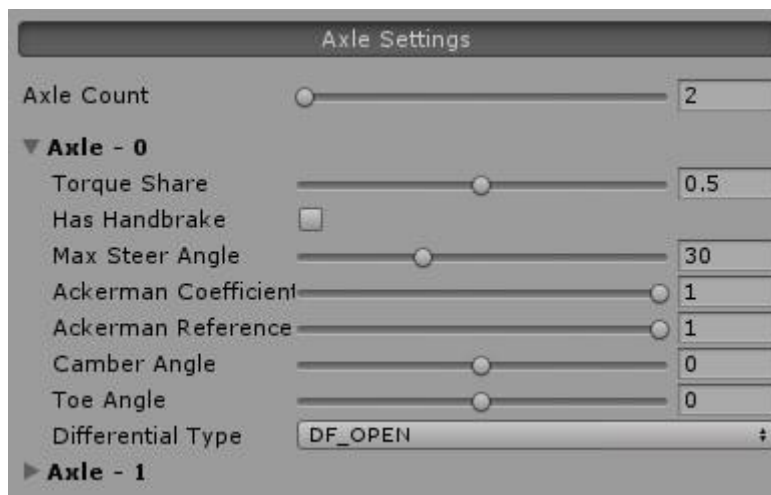 Axle Settings
Axle Count 2
Axle - 0
Torque Share 0.5
Has Handbrake
Max Steer Angle 30
Ackerman Coefficient 1
Ackerman Reference 1
Camber Angle 0
Toe Angle 0
Differential Type DF_OPEN
Axle - 1